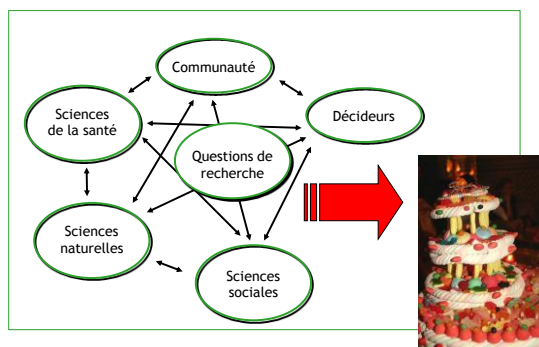 Communauté
Sciences
de la santé
Décideurs
Questions de
recherche
Sciences
naturelles
Sciences
sociales